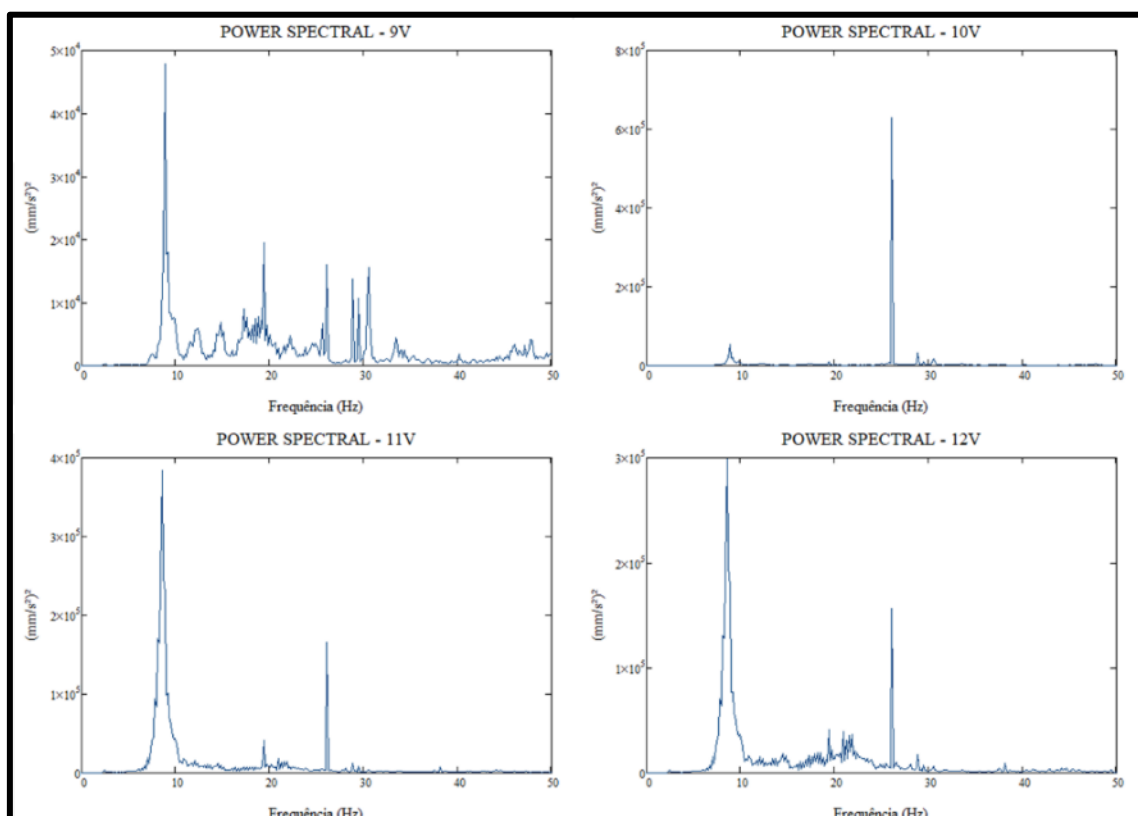 POWER SPECTRAL - 9V
5×10⁴
4×10⁴
3×10⁴
2×10⁴
1×10⁴
0
(mm/s²)²
0 10 20 30 40 50
Frequência (Hz)
POWER SPECTRAL - 10V
8×10⁵
6×10⁵
4×10⁵
2×10⁵
0
(mm/s²)²
0 10 20 30 40 50
Frequência (Hz)
POWER SPECTRAL - 11V
4×10⁵
3×10⁵
2×10⁵
1×10⁵
0
(mm/s²)²
0 10 20 30 40 50
Frequência (Hz)
POWER SPECTRAL - 12V
3×10⁵
2×10⁵
1×10⁵
0
(mm/s²)²
0 10 20 30 40 50
Frequência (Hz)